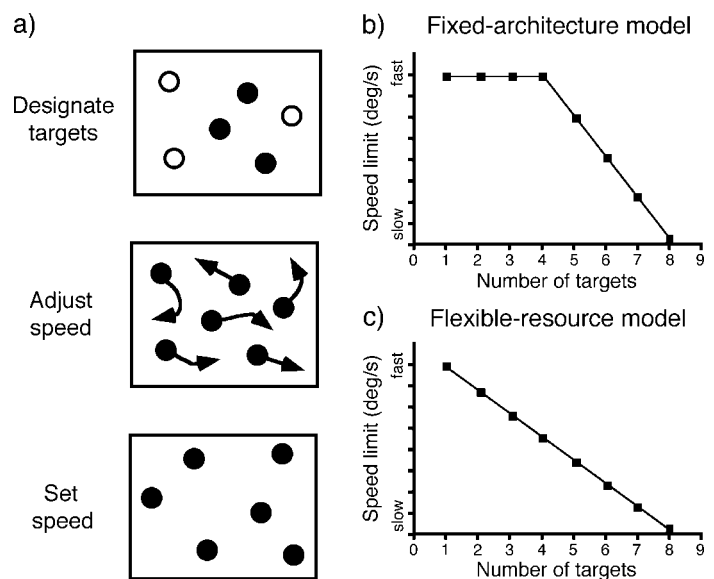 a)
Designate
targets
Adjust
speed
Set
speed
b) Fixed-architecture model
Speed limit (deg/s)
fast
slow
0 1 2 3 4 5 6 7 8 9
Number of targets
c) Flexible-resource model
Speed limit (deg/s)
fast
slow
0 1 2 3 4 5 6 7 8 9
Number of targets